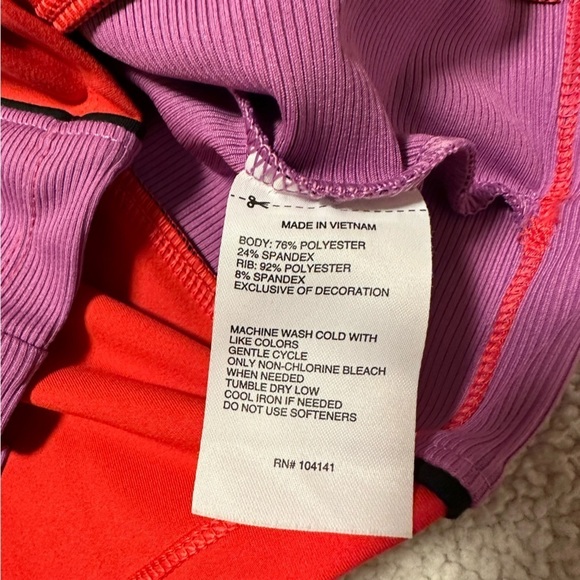 MADE IN VIETNAM
BODY: 76% POLYESTER
24% SPANDEX
RIB: 92% POLYESTER
8% SPANDEX
EXCLUSIVE OF DECORATION
MACHINE WASH COLD WITH
LIKE COLORS
GENTLE CYCLE
ONLY NON-CHLORINE BLEACH
WHEN NEEDED
TUMBLE DRY LOW
COOL IRON IF NEEDED
DO NOT USE SOFTENERS
RN# 104141